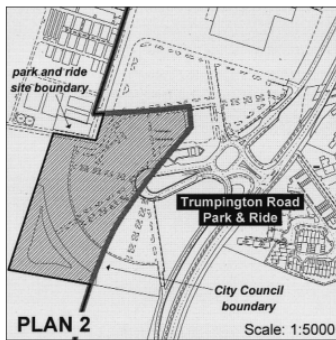 park and ride
site boundary
Trumpington Road
Park & Ride
City Council
boundary
PLAN 2
Scale: 1:5000